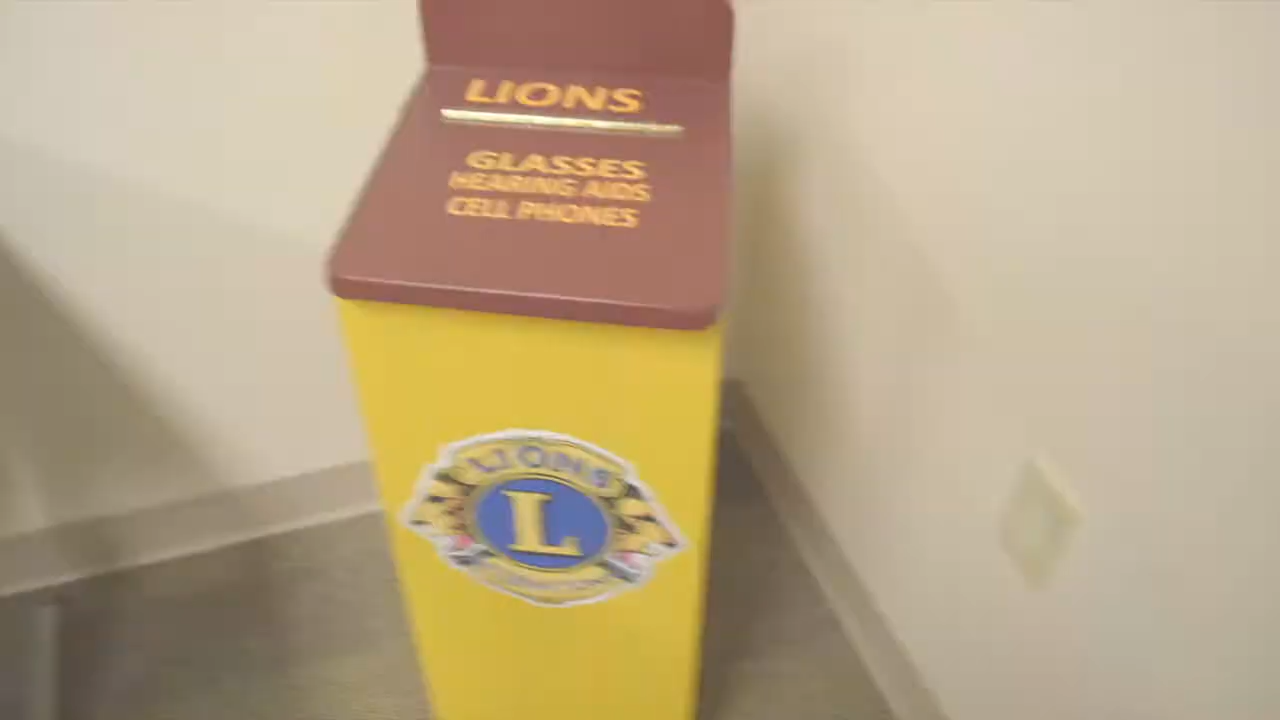 LIONS
GLASSES
HEARING AIDS
CELL PHONES
LIONS
L